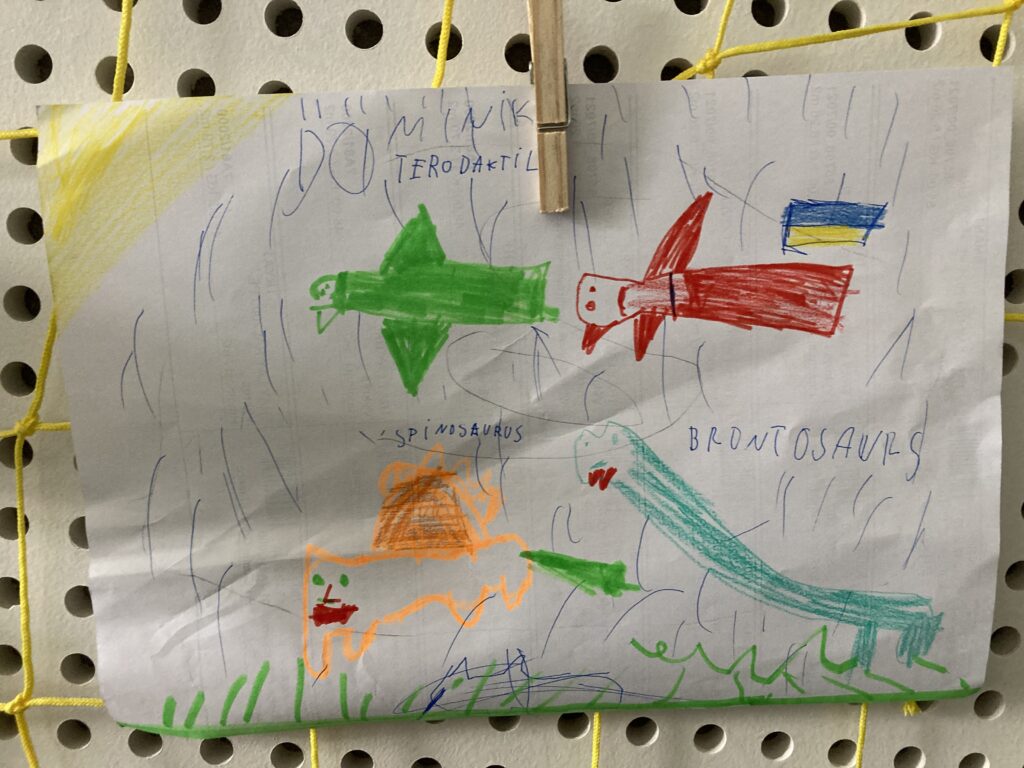 DOMINIK
TERODAKTIL
SPINOSAURUS
BRONTOSAURS